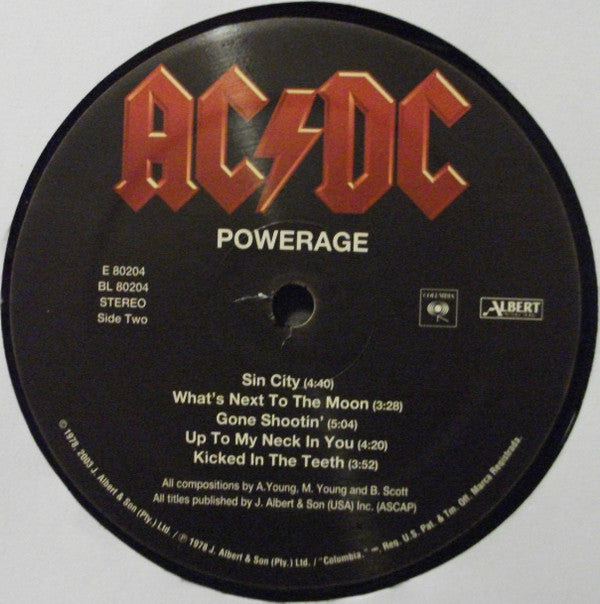 AC DC
POWERAGE
E 80204
BL 80204
STEREO
Side Two
COLUMBIA
ALBERT
Sin City (4:40)
What's Next To The Moon (3:28)
Gone Shootin' (5:04)
Up To My Neck In You (4:20)
Kicked In The Teeth (3:52)
All compositions by A.Young, M. Young and B. Scott
All titles published by J. Albert & Son (USA) Inc. (ASCAP)
© 1978, 2003 J. Albert & Son (Pty.) Ltd. / ℗ 1978 J. Albert & Son (Pty.) Ltd. / "Columbia," Reg. U.S. Pat. & Tm. Off. Marca Registrada.